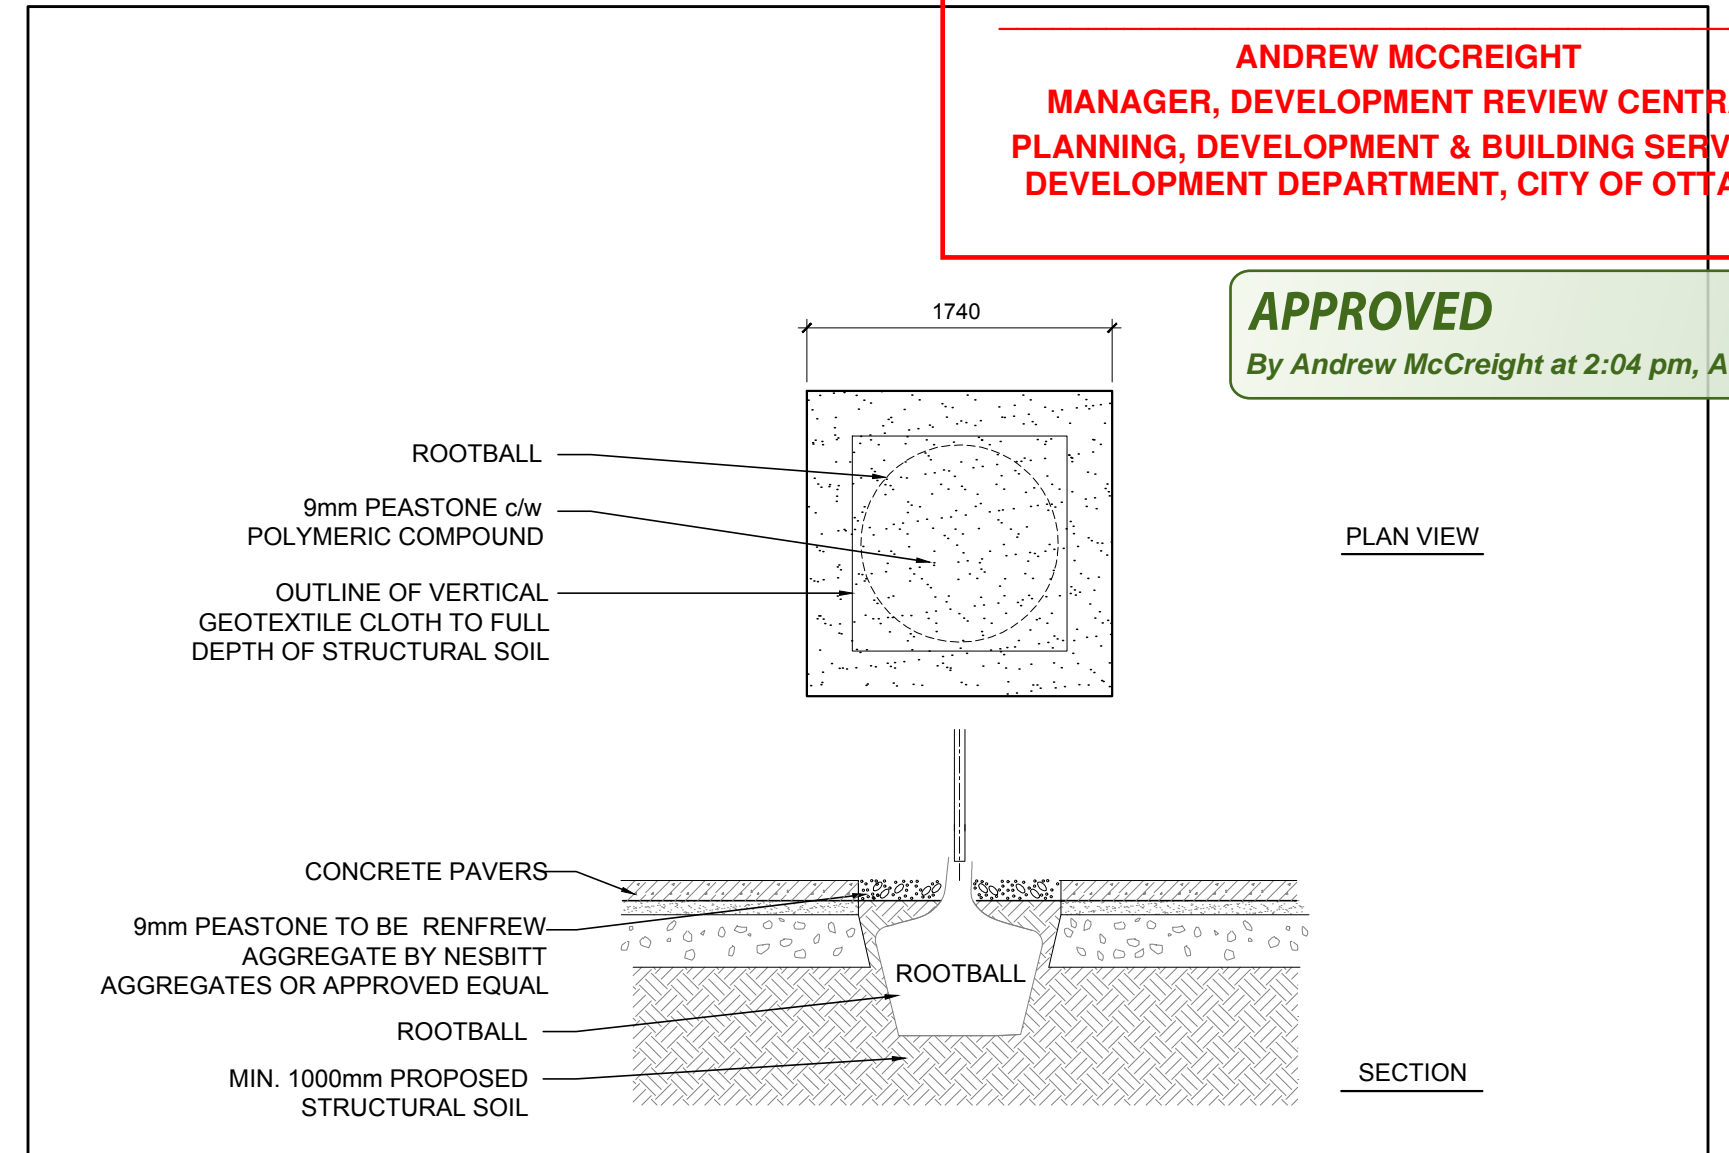 ANDREW MCCREIGHT
MANAGER, DEVELOPMENT REVIEW
PLANNING, DEVELOPMENT & BUILDING
DEVELOPMENT DEPARTMENT, CITY OF
APPROVED
By Andrew McCreight at 2:04 pm,
1740
ROOTBALL
9mm PEASTONE c/w
POLYMERIC COMPOUND
OUTLINE OF VERTICAL
GEOTEXTILE CLOTH TO FULL
DEPTH OF STRUCTURAL SOIL
PLAN VIEW
CONCRETE PAVERS
9mm PEASTONE TO BE RENFREW
AGGREGATE BY NESBITT
AGGREGATES OR APPROVED EQUAL
ROOTBALL
ROOTBALL
MIN. 1000mm PROPOSED
STRUCTURAL SOIL
SECTION